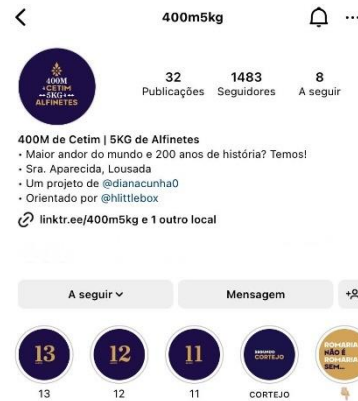 400m5kg
400M
CETIM
5KG
ALFINETES
32 1483 8
Publicações Seguidores A seguir
400M de Cetim | 5KG de Alfinetes
• Maior andor do mundo e 200 anos de história? Temos!
• Sra. Aparecida, Lousada
• Um projeto de @dianacunha0
• Orientado por @hlittlebox
linktr.ee/400m5kg e 1 outro local
A seguir Mensagem
13 12 11 SEGUNDO
CORTEJO
ROMARIA
NÃO É
ROMARIA
SEM...
13 12 11 CORTEJO